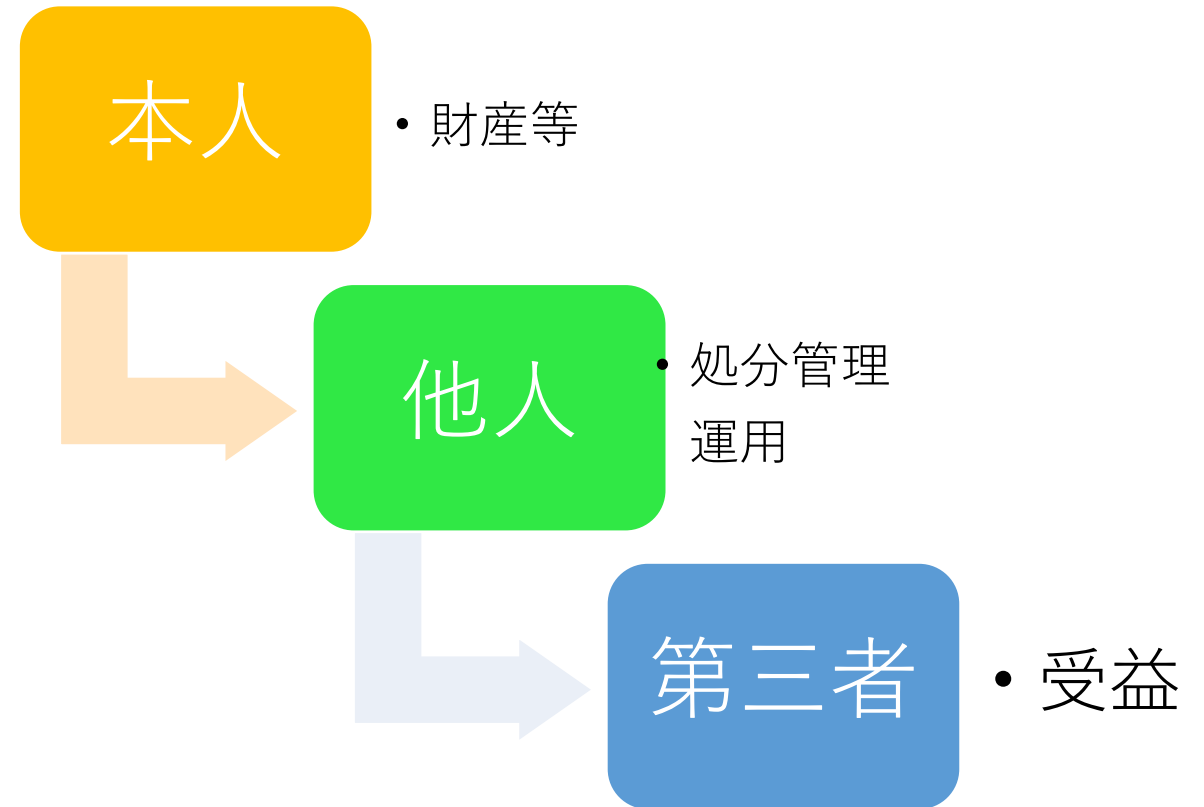 本人
• 財産等
他人
• 処分管理
運用
第三者
• 受益